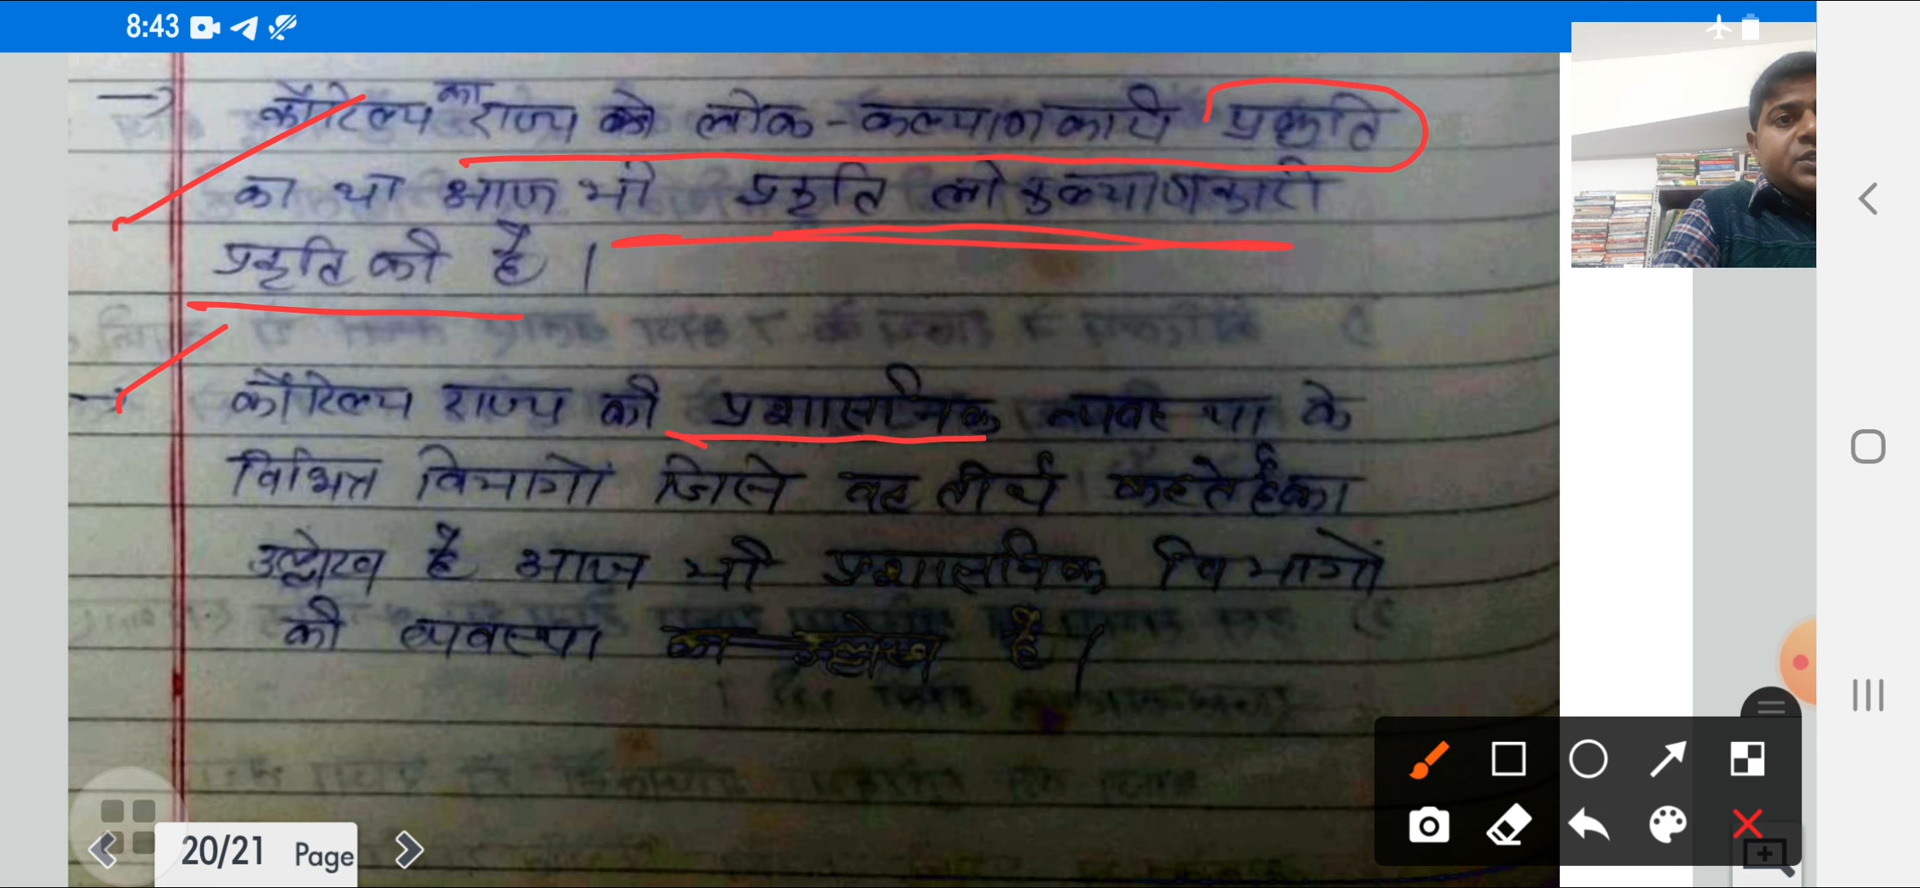 8:43
→ कौटिल्य का राज्य को लोक-कल्याणकारी प्रकृति
का था आज भी प्रकृति लोककल्याणकारी
प्रकृति की है ।
→ कौटिल्य राज्य की प्रशासनिक व्यवस्था के
विभिन्न विभागों जिसे वह तीर्थ कहते है का
उल्लेख है आज भी प्रशासनिक विभागों
की व्यवस्था का उल्लेख है ।
20/21 Page